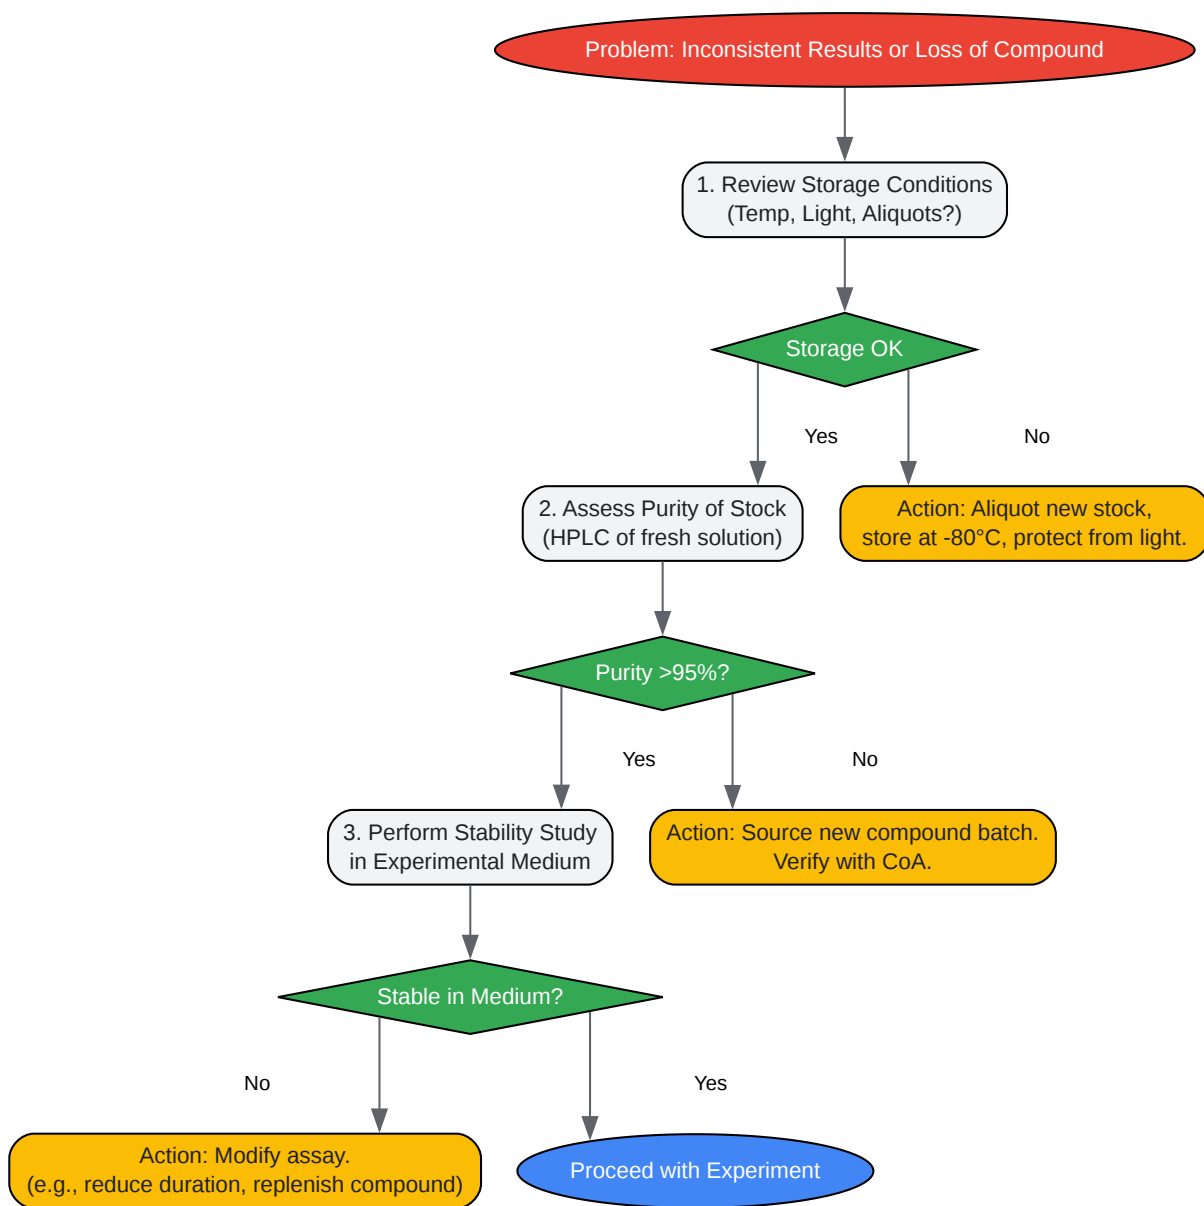 Problem: Inconsistent Results or Loss of Compound
1. Review Storage Conditions
(Temp, Light, Aliquots?)
Storage OK
Yes
No
2. Assess Purity of Stock
(HPLC of fresh solution)
Action: Aliquot new stock,
store at -80°C, protect from light.
Purity >95%?
Yes
No
3. Perform Stability Study
in Experimental Medium
Action: Source new compound batch.
Verify with CoA.
Stable in Medium?
No
Yes
Action: Modify assay.
(e.g., reduce duration, replenish compound)
Proceed with Experiment